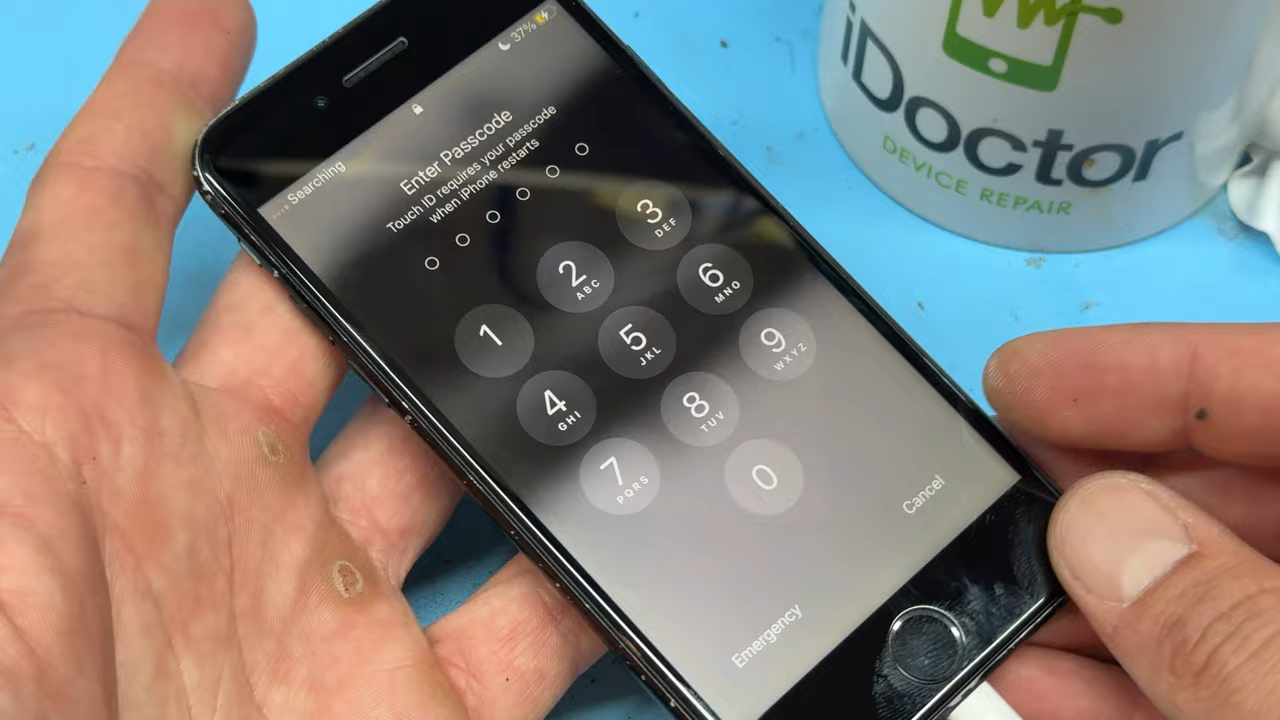 37%
Searching
Enter Passcode
Touch ID requires your passcode
when iPhone restarts
1
2
ABC
3
DEF
4
GHI
5
JKL
6
MNO
7
PQRS
8
TUV
9
WXYZ
0
Emergency
Cancel
iDoctor
DEVICE REPAIR